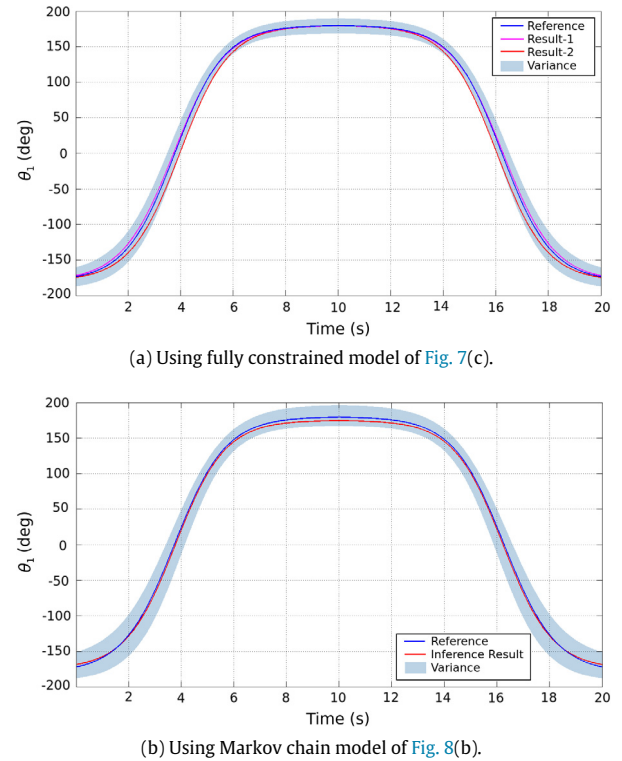 200
150
100
50
0
-50
-100
-150
-200
θ1 (deg)
Reference
Result-1
Result-2
Variance
2 4 6 8 10 12 14 16 18 20
Time (s)
(a) Using fully constrained model of Fig. 7(c).
200
150
100
50
0
-50
-100
-150
-200
θ1 (deg)
Reference
Inference Result
Variance
2 4 6 8 10 12 14 16 18 20
Time (s)
(b) Using Markov chain model of Fig. 8(b).